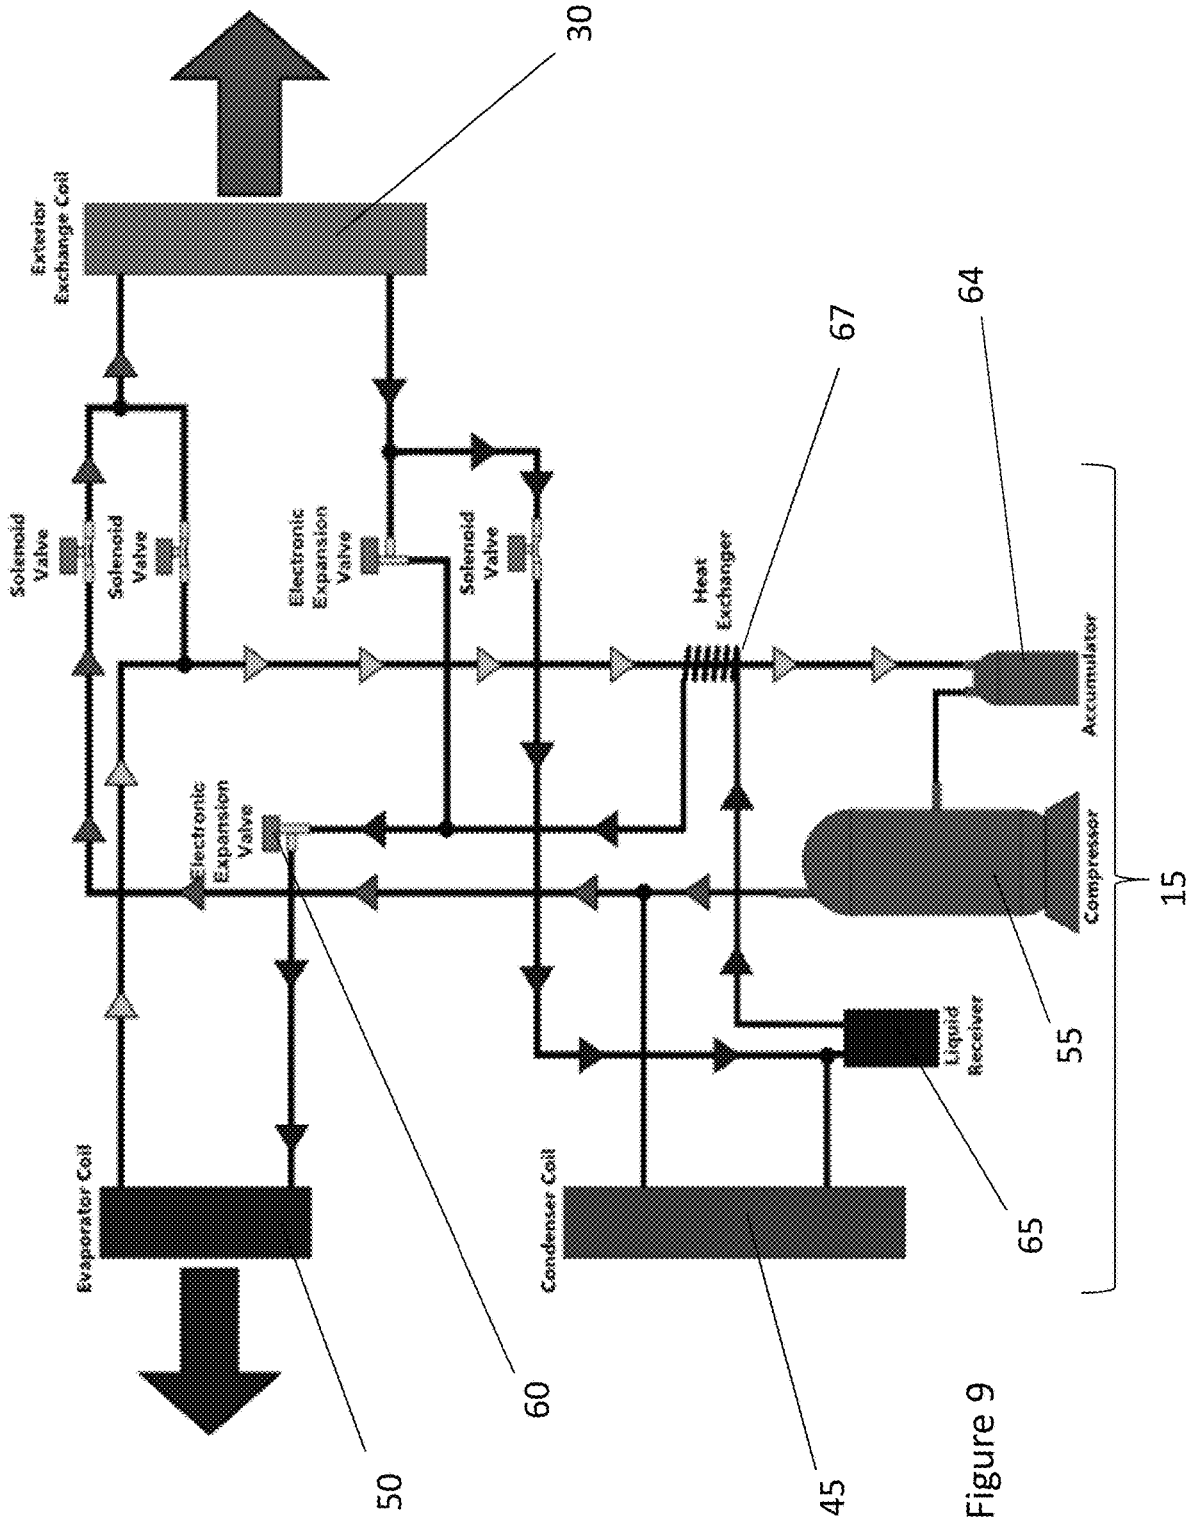 Evaporator Coil
Condenser Coil
Liquid
Receiver
Compressor
Accumulator
Heat
Exchanger
Electronic
Expansion
Valve
Solenoid
Valve
Solenoid
Valve
Electronic
Expansion
Valve
Solenoid
Valve
Exterior
Exchange Coil
50
60
45
65
55
15
64
67
30
Figure 9